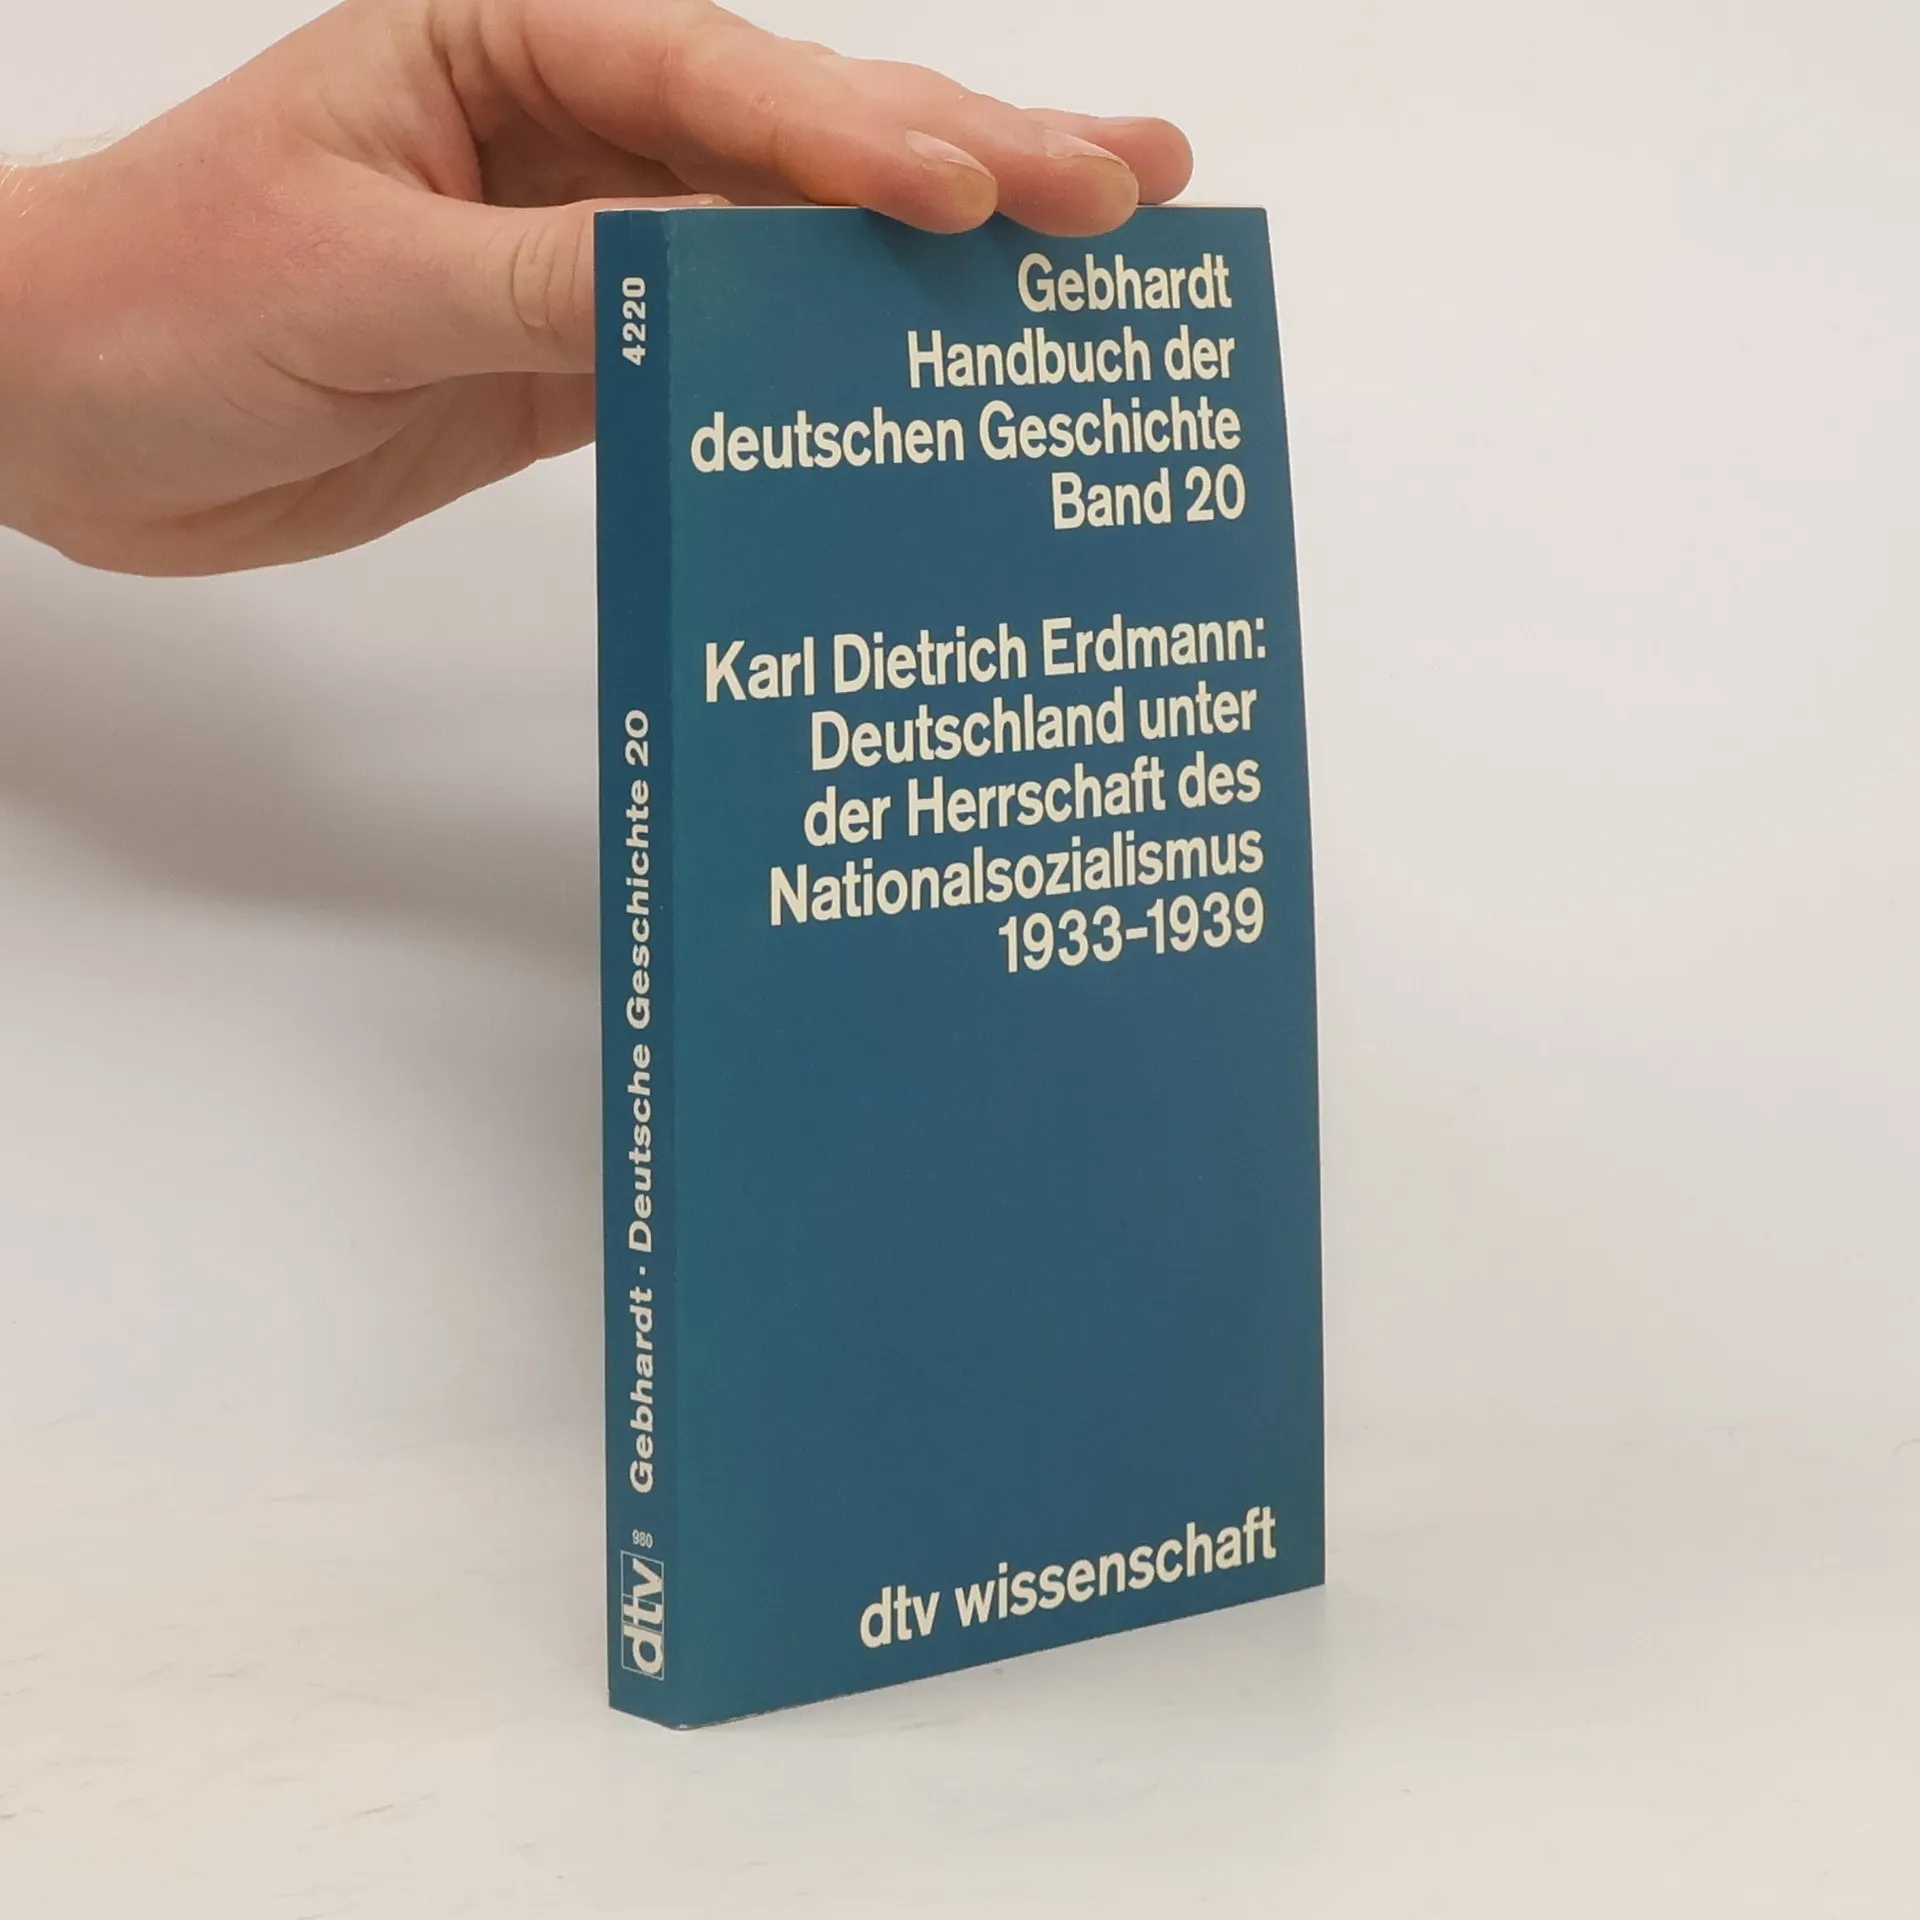 Gebhardt
Handbuch der
deutschen Geschichte
Band 20
Karl Dietrich Erdmann:
Deutschland unter
der Herrschaft des
Nationalsozialismus
1933–1939
dtv wissenschaft
4220
Gebhardt · Deutsche Geschichte 20
980
dtv